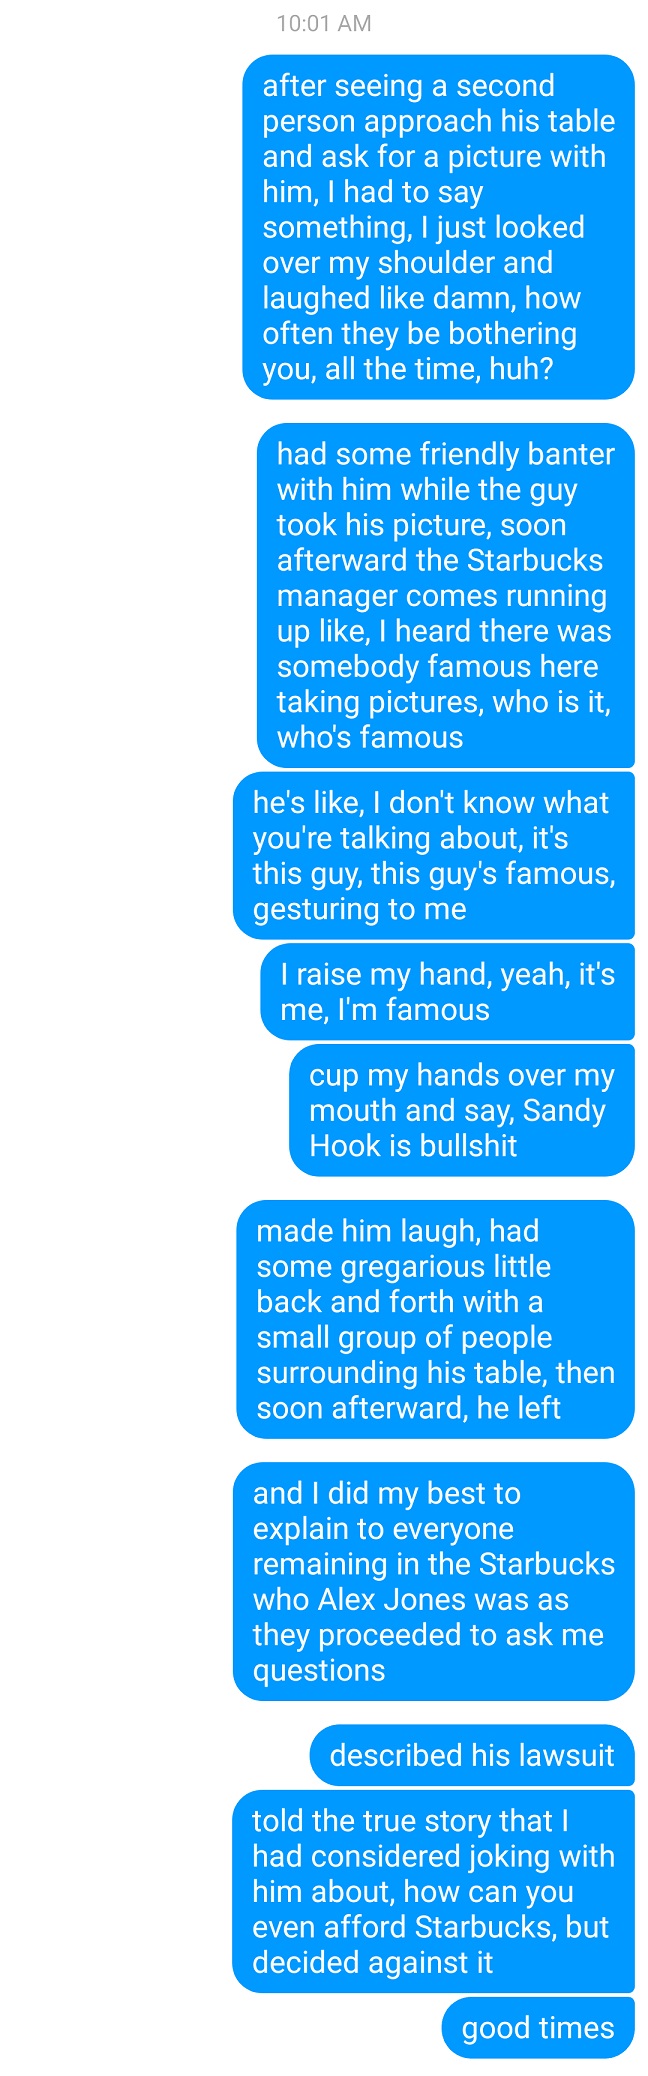 10:01 AM
after seeing a second
person approach his table
and ask for a picture with
him, I had to say
something, I just looked
over my shoulder and
laughed like damn, how
often they be bothering
you, all the time, huh?
had some friendly banter
with him while the guy
took his picture, soon
afterward the Starbucks
manager comes running
up like, I heard there was
somebody famous here
taking pictures, who is it,
who's famous
he's like, I don't know what
you're talking about, it's
this guy, this guy's famous,
gesturing to me
I raise my hand, yeah, it's
me, I'm famous
cup my hands over my
mouth and say, Sandy
Hook is bullshit
made him laugh, had
some gregarious little
back and forth with a
small group of people
surrounding his table, then
soon afterward, he left
and I did my best to
explain to everyone
remaining in the Starbucks
who Alex Jones was as
they proceeded to ask me
questions
described his lawsuit
told the true story that I
had considered joking with
him about, how can you
even afford Starbucks, but
decided against it
good times